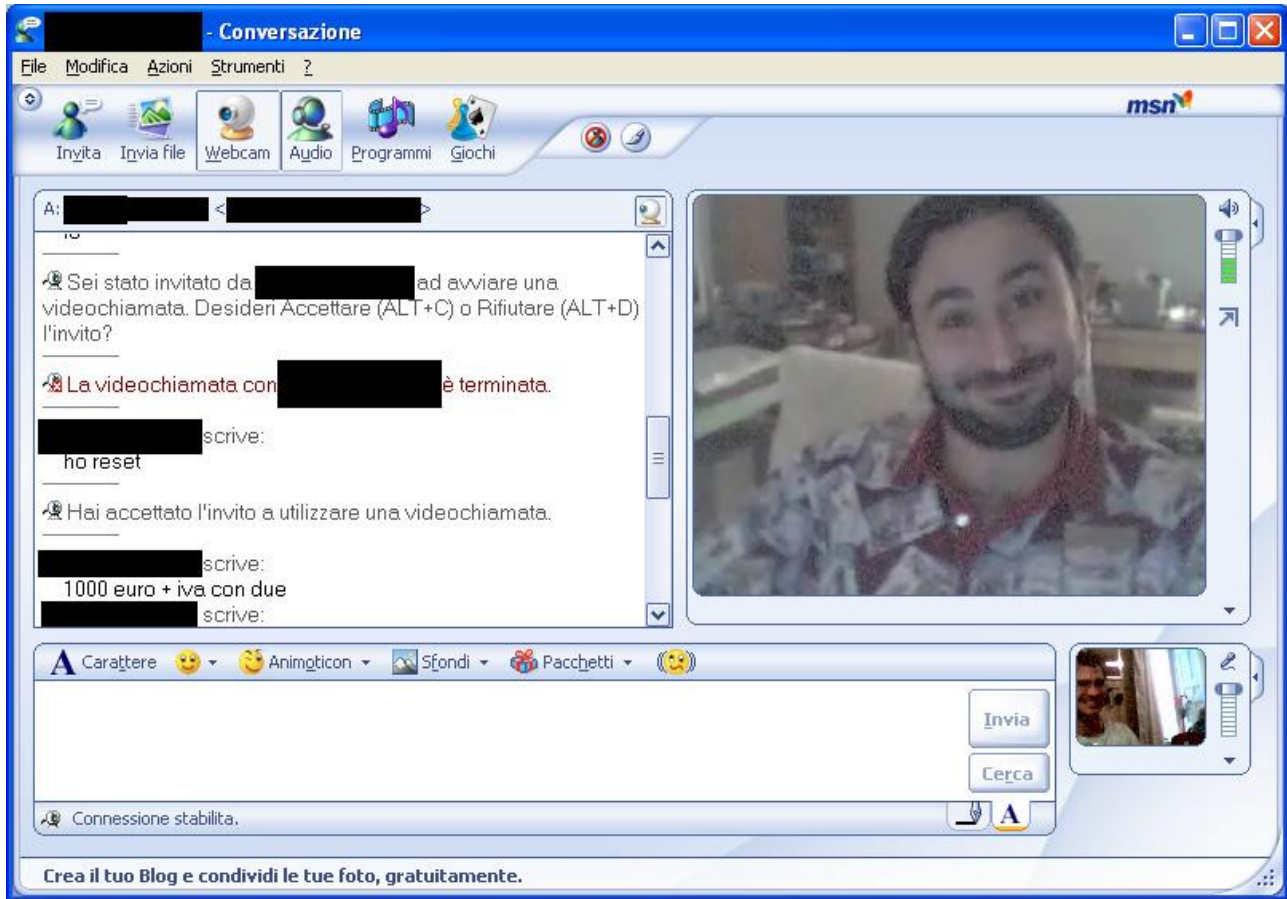 - Conversazione
File Modifica Azioni Strumenti ?
msn
Invita Invia file Webcam Audio Programmi Giochi
A: < >
Sei stato invitato da ad avviare una
videochiamata. Desideri Accettare (ALT+C) o Rifiutare (ALT+D)
l'invito?
La videochiamata con è terminata.
scrive:
ho reset
Hai accettato l'invito a utilizzare una videochiamata.
scrive:
1000 euro + iva con due
scrive:
A Carattere Animoticon Sfondi Pacchetti
Invia
Cerca
Connessione stabilita.
A
Crea il tuo Blog e condividi le tue foto, gratuitamente.